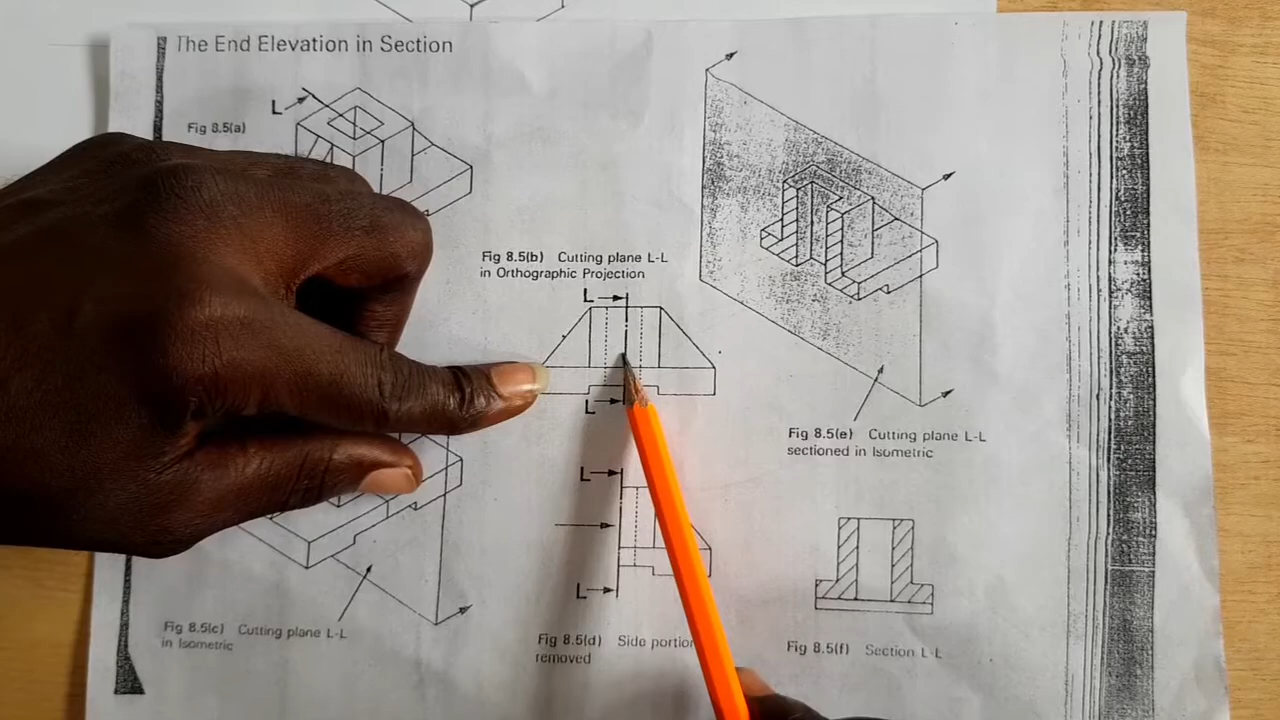 The End Elevation in Section
L
Fig 8.5(a)
Fig 8.5(b) Cutting plane L-L
in Orthographic Projection
L
L
Fig 8.5(e) Cutting plane L-L
sectioned in Isometric
L
L
Fig 8.5(c) Cutting plane L-L
in Isometric
Fig 8.5(d) Side portion
removed
Fig 8.5(f) Section L-L